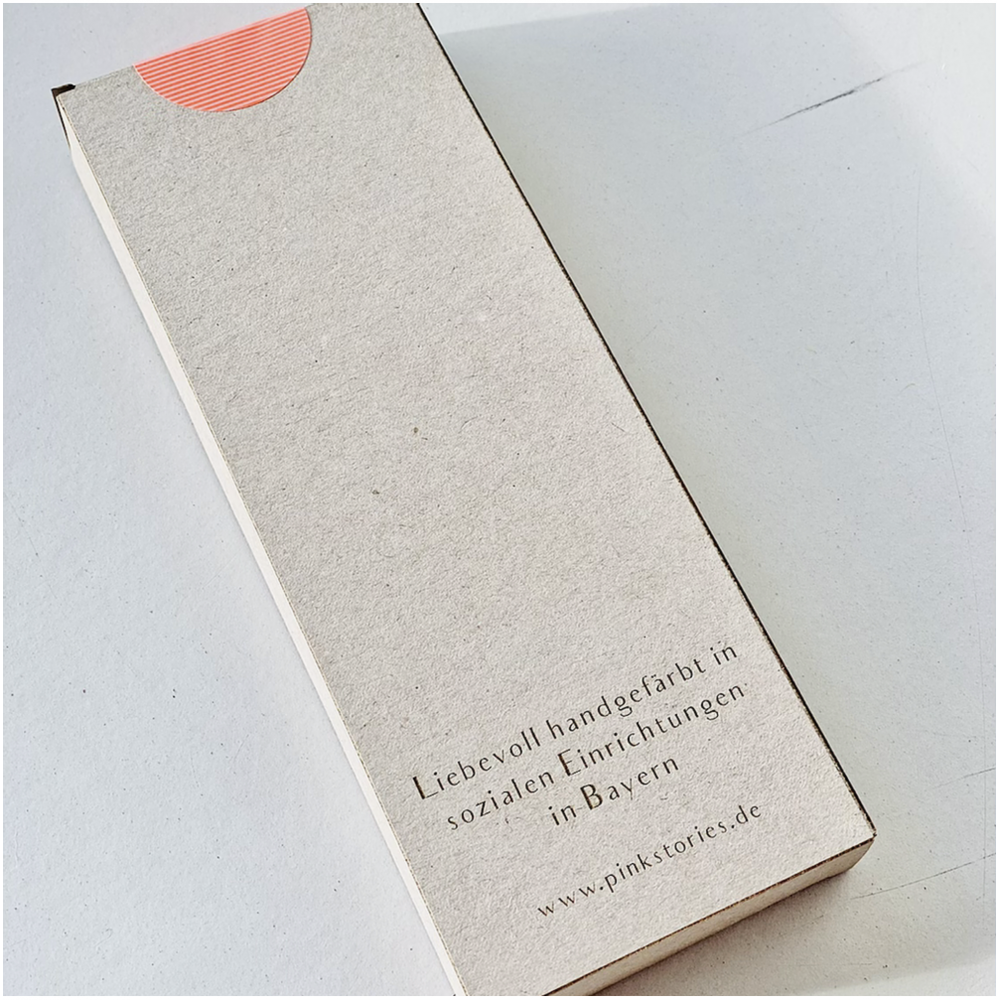 Liebevoll handgefärbt in
sozialen Einrichtungen
in Bayern
www.pinkstories.de